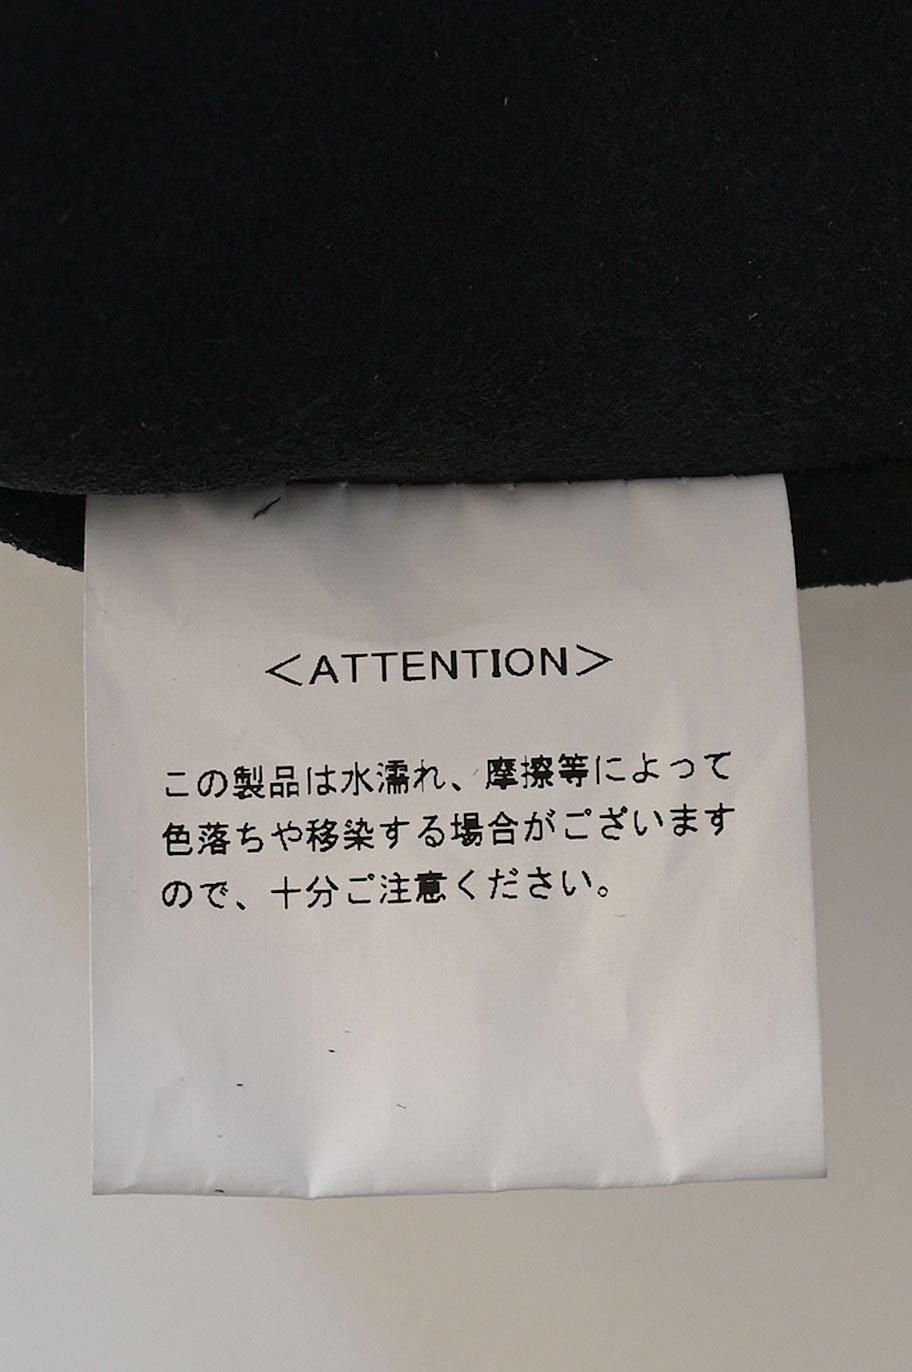 ＜ATTENTION＞
この製品は水濡れ、摩擦等によって
色落ちや移染する場合がございます
ので、十分ご注意ください。